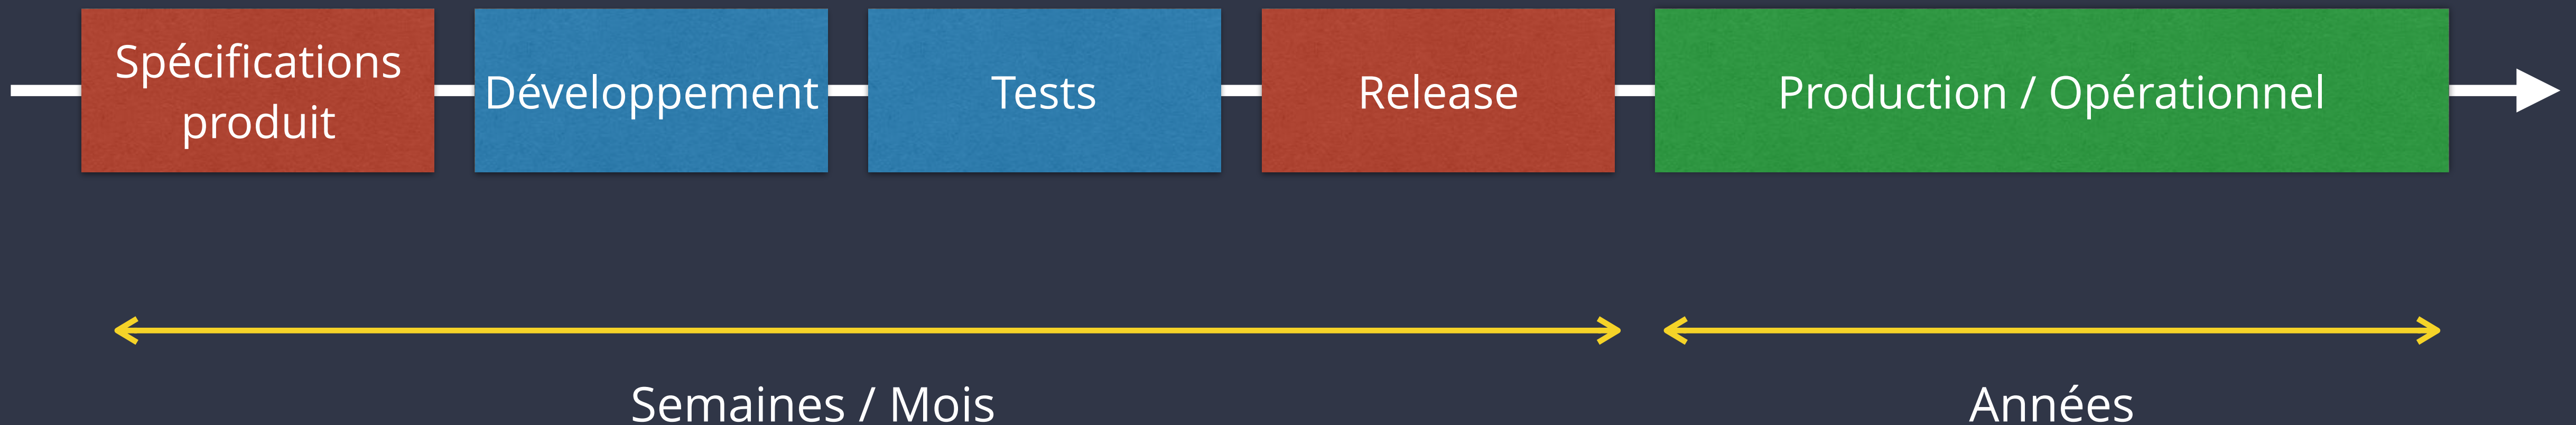 Spécifications
produit
Développement
Tests
Release
Production / Opérationnel
Semaines / Mois
Années